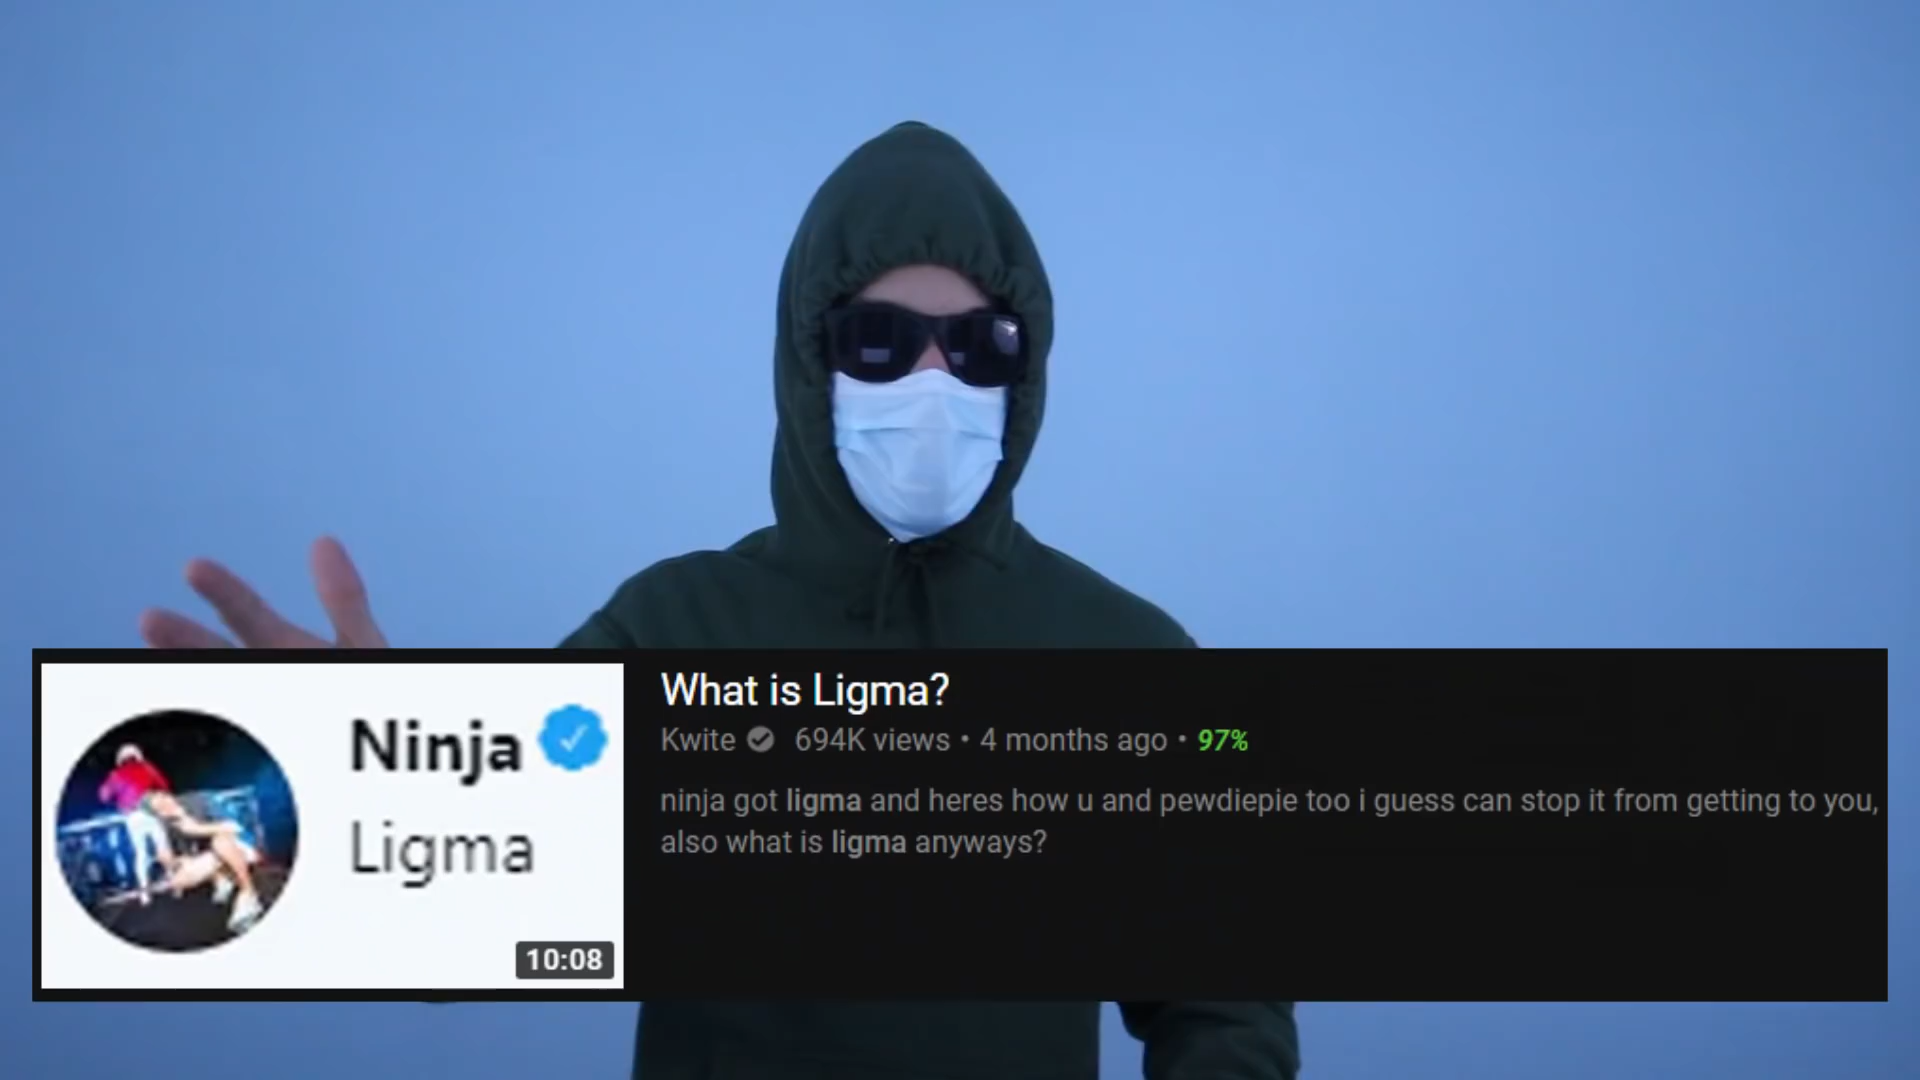 Ninja
Ligma
10:08
What is Ligma?
Kwite 694K views • 4 months ago • 97%
ninja got ligma and heres how u and pewdiepie too i guess can stop it from getting to you,
also what is ligma anyways?